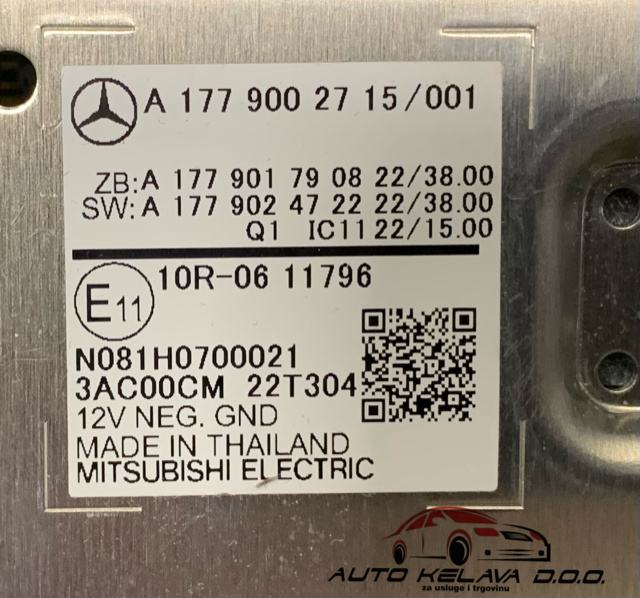 A 177 900 27 15/001
ZB:A 177 901 79 08 22/38.00
SW:A 177 902 47 22 22/38.00
Q1 IC11 22/15.00
E11
10R-06 11796
N081H0700021
3AC00CM 22T304
12V NEG. GND
MADE IN THAILAND
MITSUBISHI ELECTRIC
AUTO KELAVA D.O.O.
za usluge i trgovinu